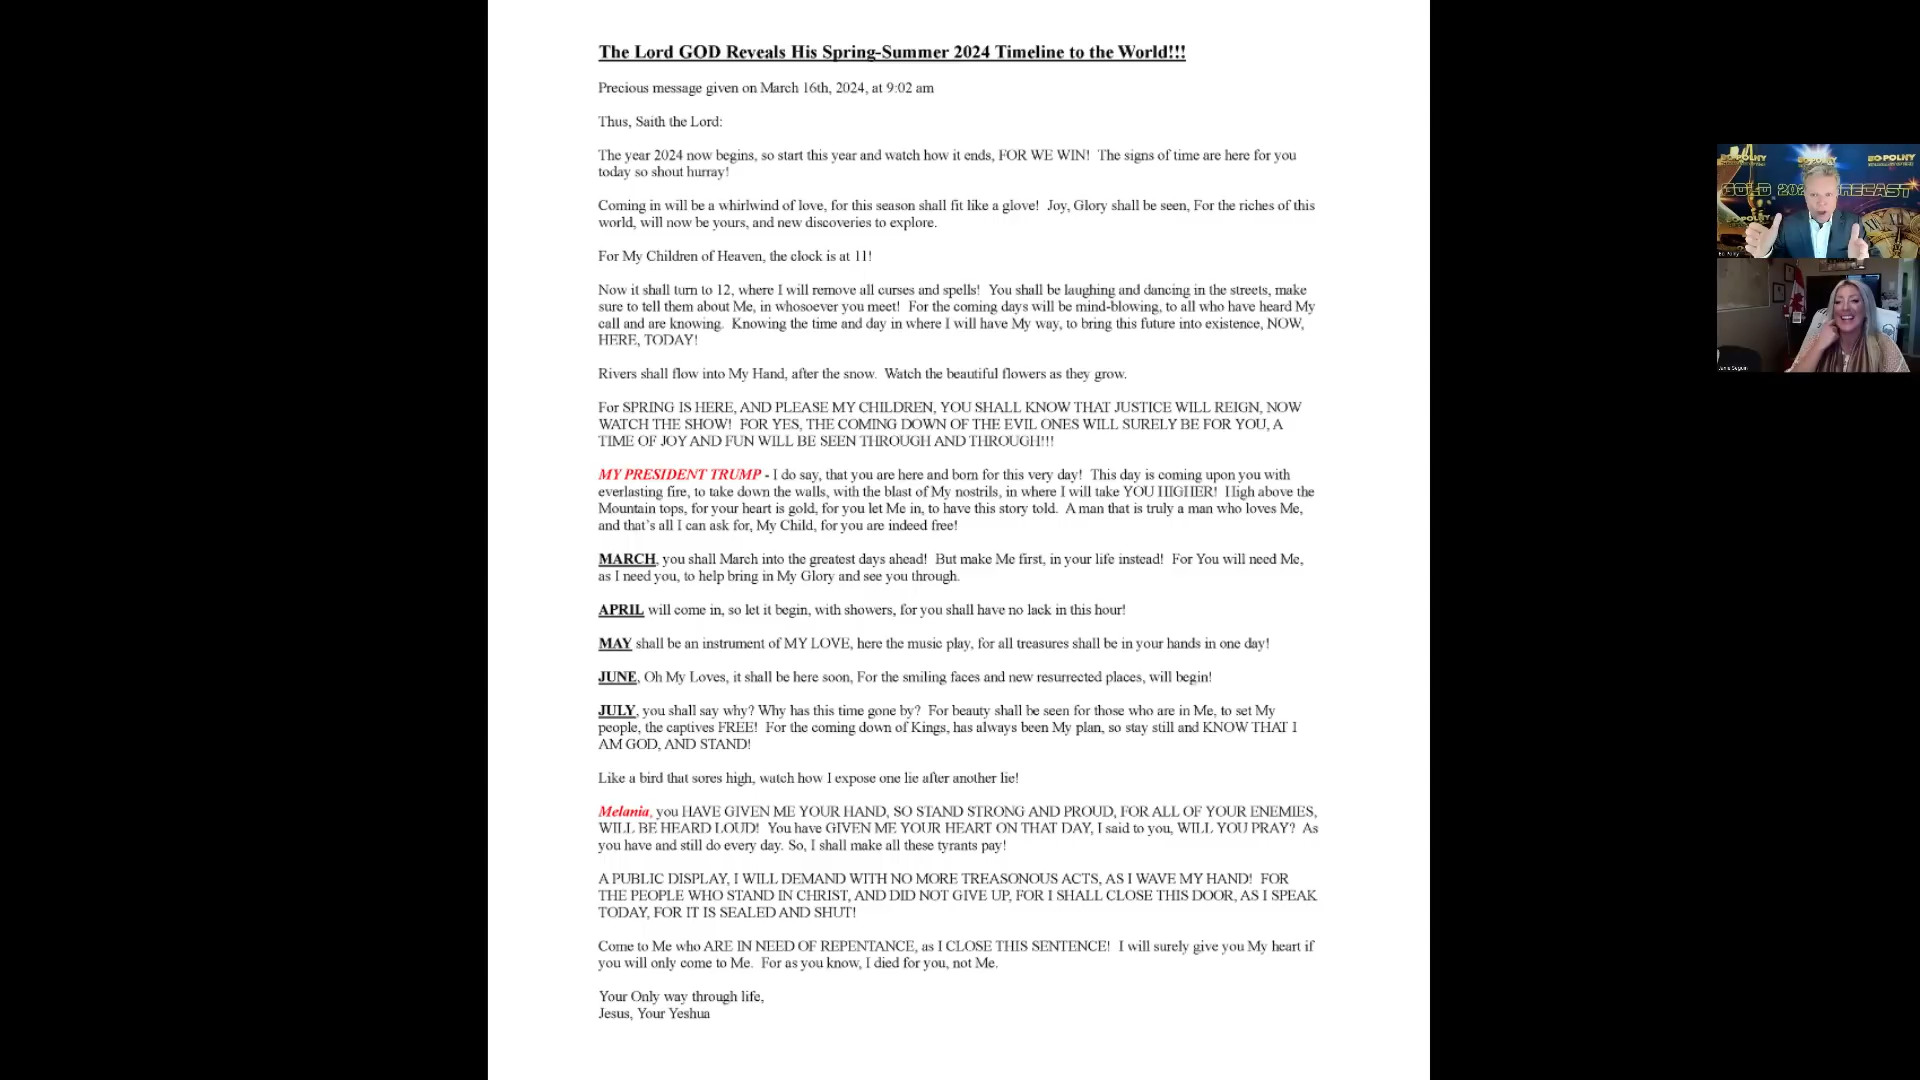 The Lord GOD Reveals His Spring-Summer 2024 Timeline to the World!!!
Precious message given on March 16th, 2024, at 9:02 am
Thus, Saith the Lord:
The year 2024 now begins, so start this year and watch how it ends, FOR WE WIN!  The signs of time are here for you
today so shout hurray!
Coming in will be a whirlwind of love, for this season shall fit like a glove!  Joy, Glory shall be seen, For the riches of this
world, will now be yours, and new discoveries to explore.
For My Children of Heaven, the clock is at 11!
Now it shall turn to 12, where I will remove all curses and spells!  You shall be laughing and dancing in the streets, make
sure to tell them about Me, in whosoever you meet!  For the coming days will be mind-blowing, to all who have heard My
call and are knowing.  Knowing the time and day in where I will have My way, to bring this future into existence, NOW,
HERE, TODAY!
Rivers shall flow into My Hand, after the snow.  Watch the beautiful flowers as they grow.
For SPRING IS HERE, AND PLEASE MY CHILDREN, YOU SHALL KNOW THAT JUSTICE WILL REIGN, NOW
WATCH THE SHOW!  FOR YES, THE COMING DOWN OF THE EVIL ONES WILL SURELY BE FOR YOU, A
TIME OF JOY AND FUN WILL BE SEEN THROUGH AND THROUGH!!!
MY PRESIDENT TRUMP - I do say, that you are here and born for this very day!  This day is coming upon you with
everlasting fire, to take down the walls, with the blast of My nostrils, in where I will take YOU HIGHER!  High above the
Mountain tops, for your heart is gold, for you let Me in, to have this story told.  A man that is truly a man who loves Me,
and that's all I can ask for, My Child, for you are indeed free!
MARCH, you shall March into the greatest days ahead!  But make Me first, in your life instead!  For You will need Me,
as I need you, to help bring in My Glory and see you through.
APRIL will come in, so let it begin, with showers, for you shall have no lack in this hour!
MAY shall be an instrument of MY LOVE, here the music play, for all treasures shall be in your hands in one day!
JUNE, Oh My Loves, it shall be here soon, For the smiling faces and new resurrected places, will begin!
JULY, you shall say why? Why has this time gone by?  For beauty shall be seen for those who are in Me, to set My
people, the captives FREE!  For the coming down of Kings, has always been My plan, so stay still and KNOW THAT I
AM GOD, AND STAND!
Like a bird that sores high, watch how I expose one lie after another lie!
Melania, you HAVE GIVEN ME YOUR HAND, SO STAND STRONG AND PROUD, FOR ALL OF YOUR ENEMIES,
WILL BE HEARD LOUD!  You have GIVEN ME YOUR HEART ON THAT DAY, I said to you, WILL YOU PRAY?  As
you have and still do every day. So, I shall make all these tyrants pay!
A PUBLIC DISPLAY, I WILL DEMAND WITH NO MORE TREASONOUS ACTS, AS I WAVE MY HAND!  FOR
THE PEOPLE WHO STAND IN CHRIST, AND DID NOT GIVE UP, FOR I SHALL CLOSE THIS DOOR, AS I SPEAK
TODAY, FOR IT IS SEALED AND SHUT!
Come to Me who ARE IN NEED OF REPENTANCE, as I CLOSE THIS SENTENCE!  I will surely give you My heart if
you will only come to Me.  For as you know, I died for you, not Me.
Your Only way through life,
Jesus, Your Yeshua
BO POLNY
BO POLNY
BO POLNY
GOLD 202 RECAST
BO POLNY
Bo Polny